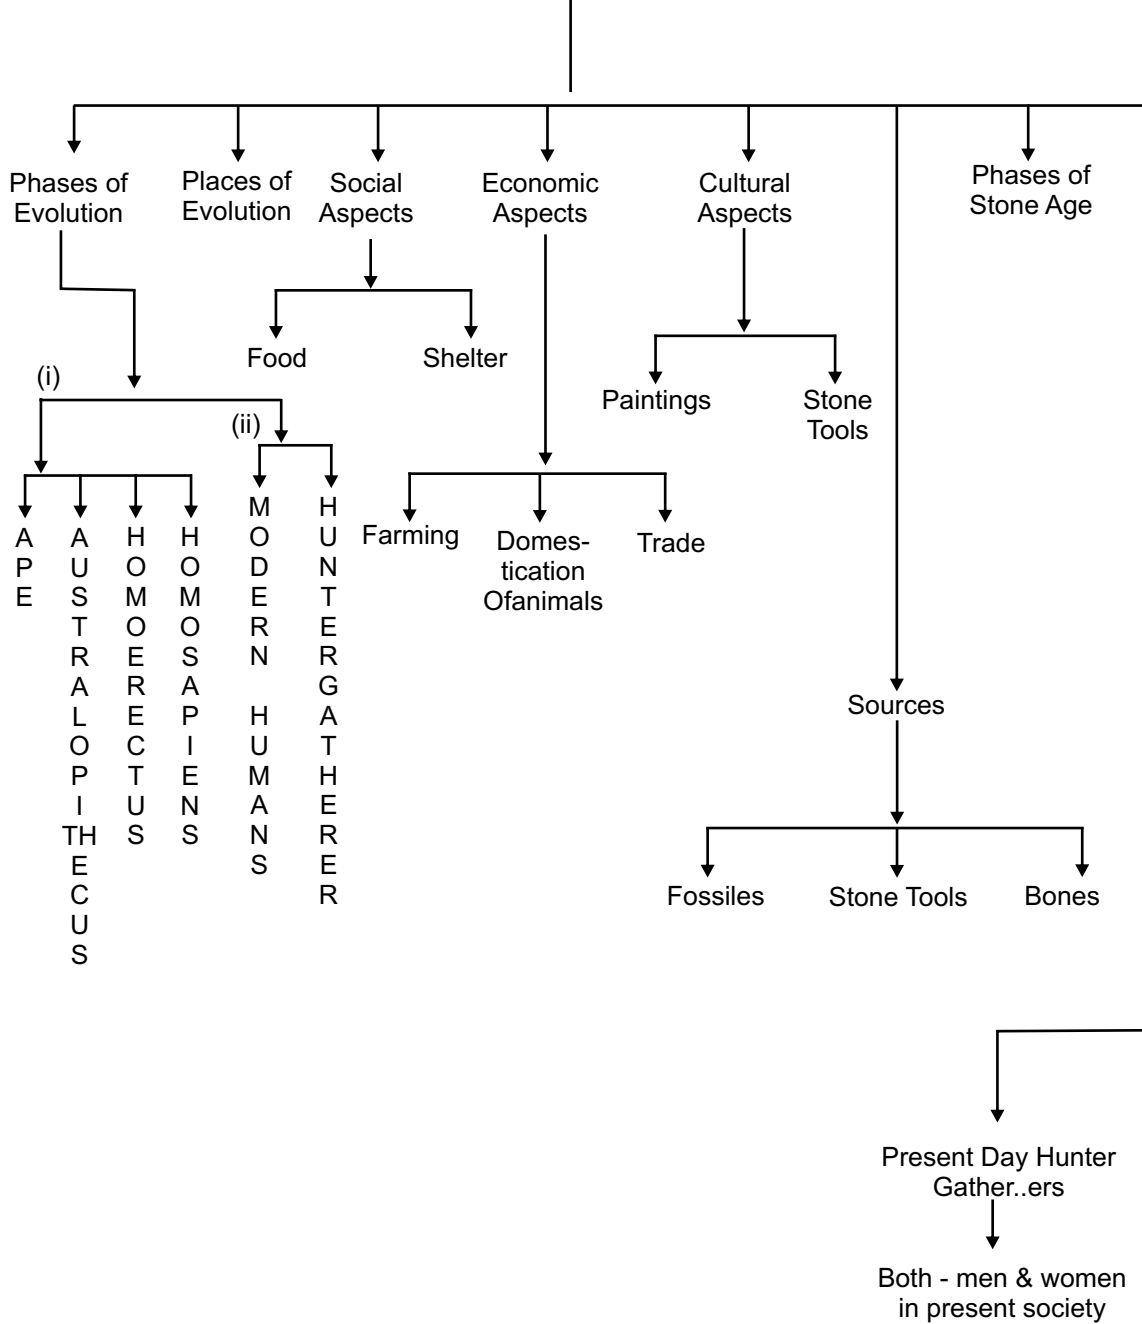 Phases of
Evolution
Places of
Evolution
Social
Aspects
Economic
Aspects
Cultural
Aspects
Phases of
Stone Age
Food
Shelter
Paintings
Stone
Tools
(i)
(ii)
APE
AUSTRALOPITHECUS
HOMOERECTUS
HOMOSAPIENS
MODERN HUMANS
HUNTERGATHERER
Farming
Domes-
tication
Ofanimals
Trade
Sources
Fossiles
Stone Tools
Bones
Present Day Hunter
Gather..ers
Both - men & women
in present society